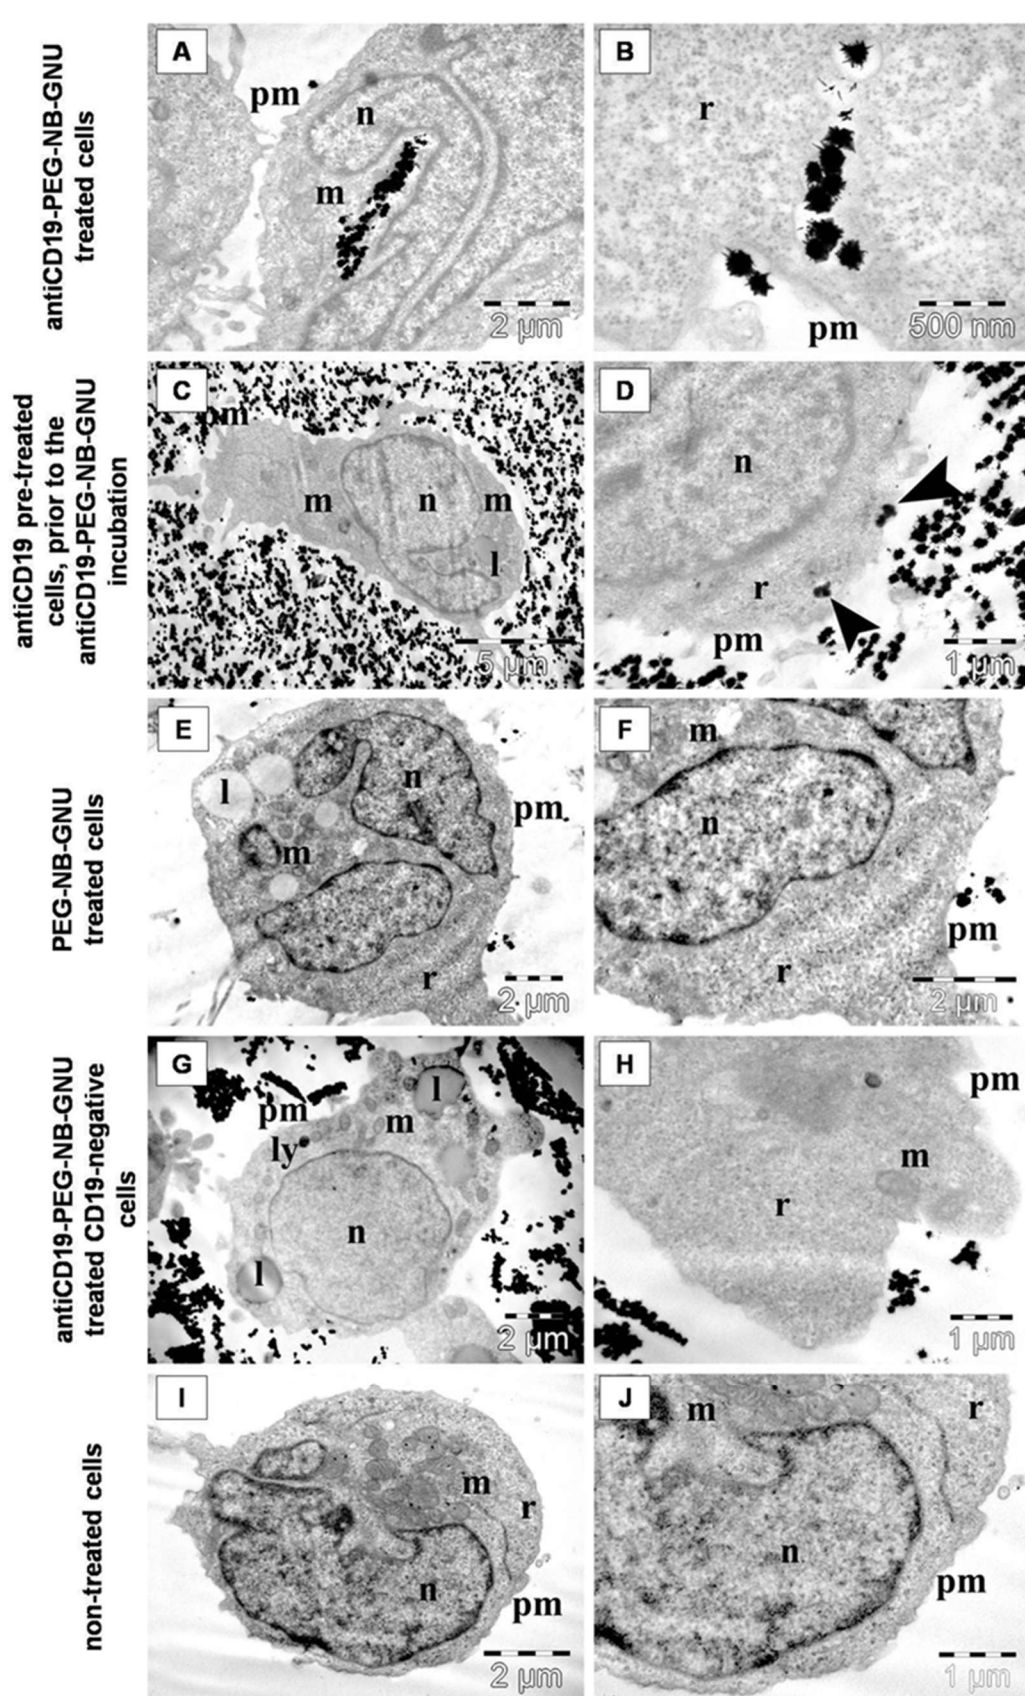 antiCD19-PEG-NB-GNU
treated cells
A
pm
n
m
2 µm
B
r
pm
500 nm
antiCD19 pre-treated
cells, prior to the
antiCD19-PEG-NB-GNU
incubation
C
pm
m
n
m
l
5 µm
D
n
r
pm
1 µm
PEG-NB-GNU
treated cells
E
l
n
pm
m
r
2 µm
F
m
n
pm
r
2 µm
antiCD19-PEG-NB-GNU
treated CD19-negative
cells
G
l
pm
m
ly
n
l
2 µm
H
pm
m
r
1 µm
non-treated cells
I
m
r
n
pm
2 µm
J
m
r
n
pm
1 µm